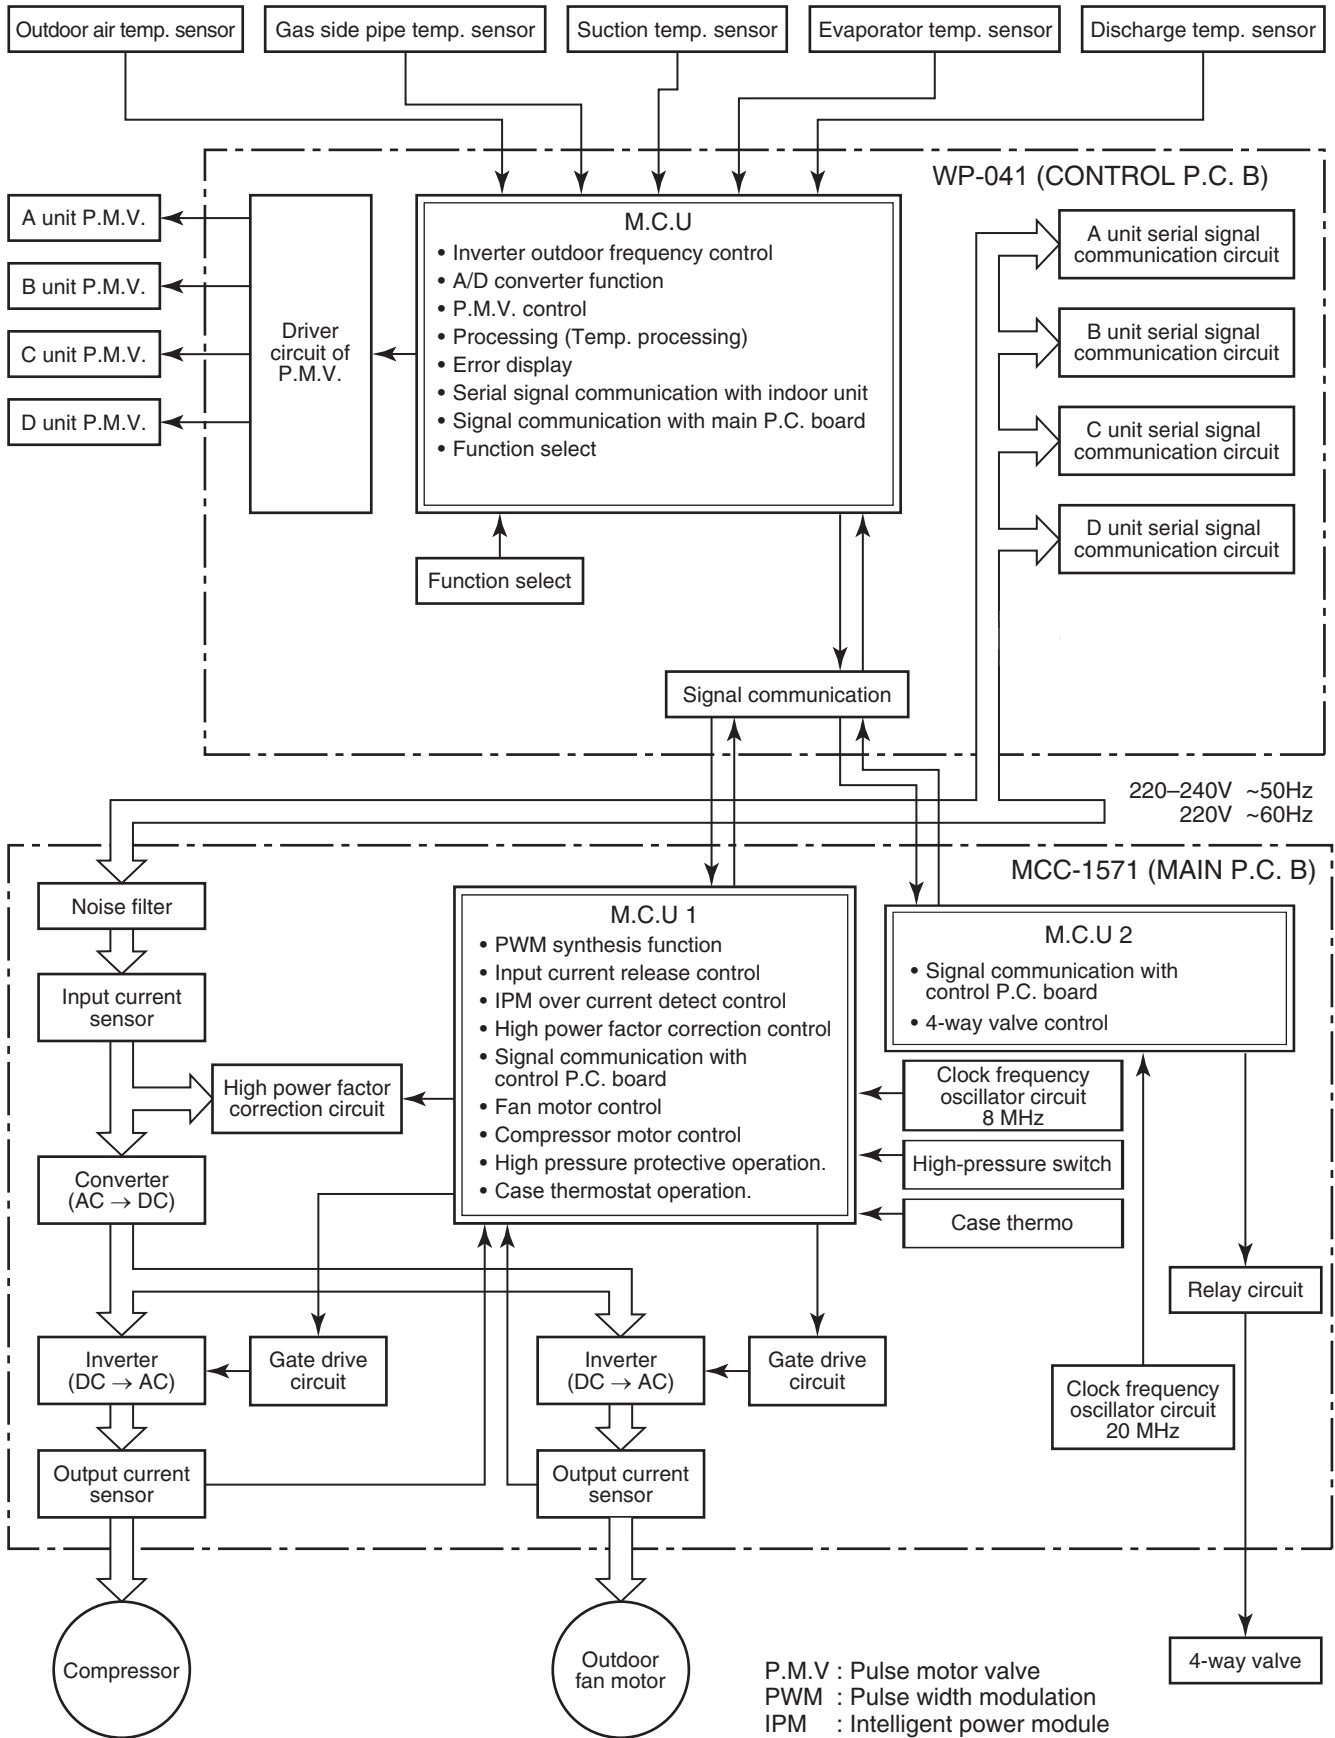 Outdoor air temp. sensor
Gas side pipe temp. sensor
Suction temp. sensor
Evaporator temp. sensor
Discharge temp. sensor
WP-041 (CONTROL P.C. B)
A unit P.M.V.
B unit P.M.V.
C unit P.M.V.
D unit P.M.V.
Driver
circuit of
P.M.V.
M.C.U
• Inverter outdoor frequency control
• A/D converter function
• P.M.V. control
• Processing (Temp. processing)
• Error display
• Serial signal communication with indoor unit
• Signal communication with main P.C. board
• Function select
A unit serial signal
communication circuit
B unit serial signal
communication circuit
C unit serial signal
communication circuit
D unit serial signal
communication circuit
Function select
Signal communication
220–240V ~50Hz
220V ~60Hz
MCC-1571 (MAIN P.C. B)
Noise filter
Input current
sensor
High power factor
correction circuit
Converter
(AC → DC)
M.C.U 1
• PWM synthesis function
• Input current release control
• IPM over current detect control
• High power factor correction control
• Signal communication with
control P.C. board
• Fan motor control
• Compressor motor control
• High pressure protective operation.
• Case thermostat operation.
M.C.U 2
• Signal communication with
control P.C. board
• 4-way valve control
Clock frequency
oscillator circuit
8 MHz
High-pressure switch
Case thermo
Relay circuit
Inverter
(DC → AC)
Gate drive
circuit
Inverter
(DC → AC)
Gate drive
circuit
Clock frequency
oscillator circuit
20 MHz
Output current
sensor
Output current
sensor
Compressor
Outdoor
fan motor
4-way valve
P.M.V : Pulse motor valve
PWM : Pulse width modulation
IPM : Intelligent power module